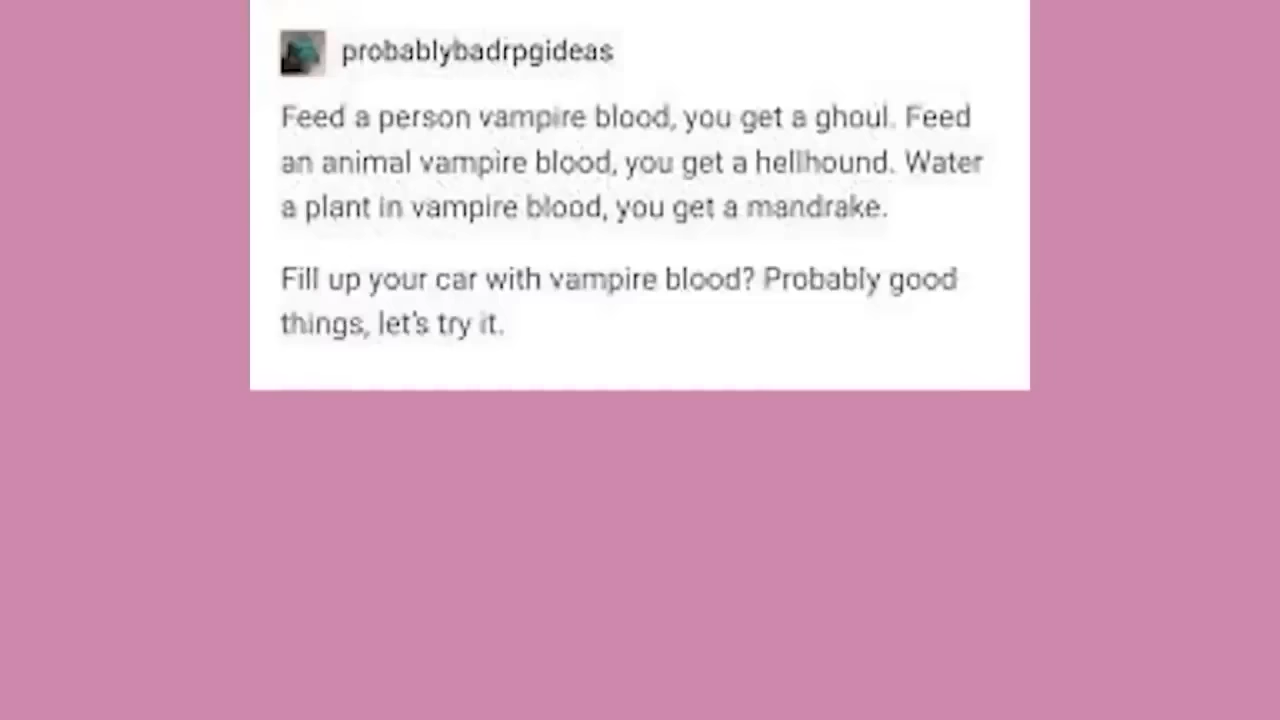 probablybadrpgideas
Feed a person vampire blood, you get a ghoul. Feed
an animal vampire blood, you get a hellhound. Water
a plant in vampire blood, you get a mandrake.
Fill up your car with vampire blood? Probably good
things, let's try it.